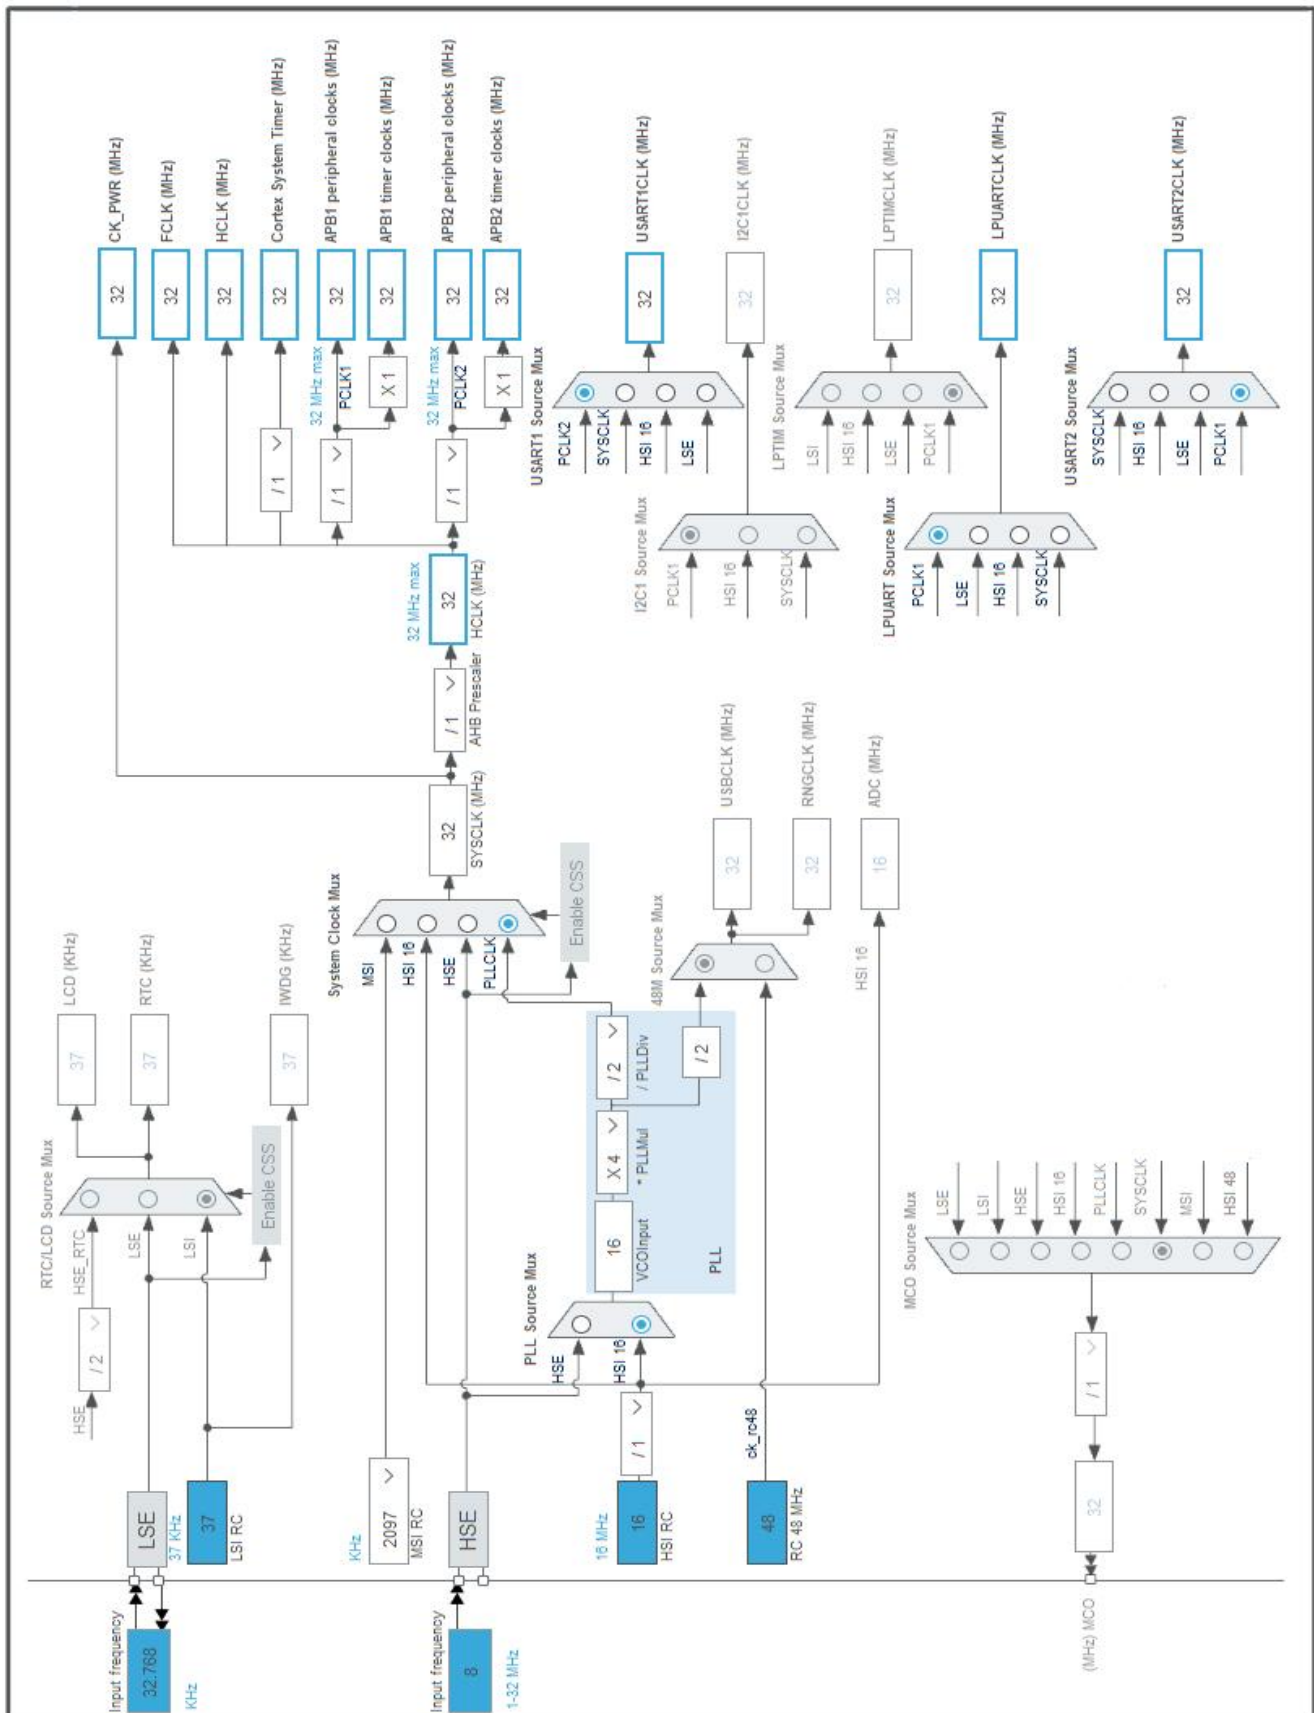 Input frequency
32.768
KHz
LSE
37 KHz
37
LSI RC
HSE
/ 2
HSE_RTC
LSE
LSI
RTC/LCD Source Mux
Enable CSS
37
LCD (KHz)
37
RTC (KHz)
37
IWDG (KHz)
Input frequency
8
1-32 MHz
KHz
2097
MSI RC
HSE
16 MHz
16
HSI RC
/ 1
48
RC 48 MHz
ck_rc48
PLL Source Mux
HSE
HSI 16
16
VCOInput
X 4
* PLLMul
/ 2
/ PLLDiv
/ 2
PLL
System Clock Mux
MSI
HSI 16
HSE
PLLCLK
Enable CSS
48M Source Mux
32
USBCLK (MHz)
32
RNGCLK (MHz)
HSI 16
16
ADC (MHz)
32
SYSCLK (MHz)
/ 1
AHB Prescaler
32 MHz max
32
HCLK (MHz)
32
CK_PWR (MHz)
32
FCLK (MHz)
32
HCLK (MHz)
/ 1
32
Cortex System Timer (MHz)
/ 1
32 MHz max
PCLK1
32
APB1 peripheral clocks (MHz)
X 1
32
APB1 timer clocks (MHz)
/ 1
32 MHz max
PCLK2
32
APB2 peripheral clocks (MHz)
X 1
32
APB2 timer clocks (MHz)
USART1 Source Mux
PCLK2
SYSCLK
HSI 16
LSE
32
USART1CLK (MHz)
I2C1 Source Mux
PCLK1
HSI 16
SYSCLK
32
I2C1CLK (MHz)
LPTIM Source Mux
LSI
HSI 16
LSE
PCLK1
32
LPTIMCLK (MHz)
LPUART Source Mux
PCLK1
LSE
HSI 16
SYSCLK
32
LPUARTCLK (MHz)
USART2 Source Mux
SYSCLK
HSI 16
LSE
PCLK1
32
USART2CLK (MHz)
(MHz) MCO
32
/ 1
MCO Source Mux
LSE
LSI
HSE
HSI 16
PLLCLK
SYSCLK
MSI
HSI 48